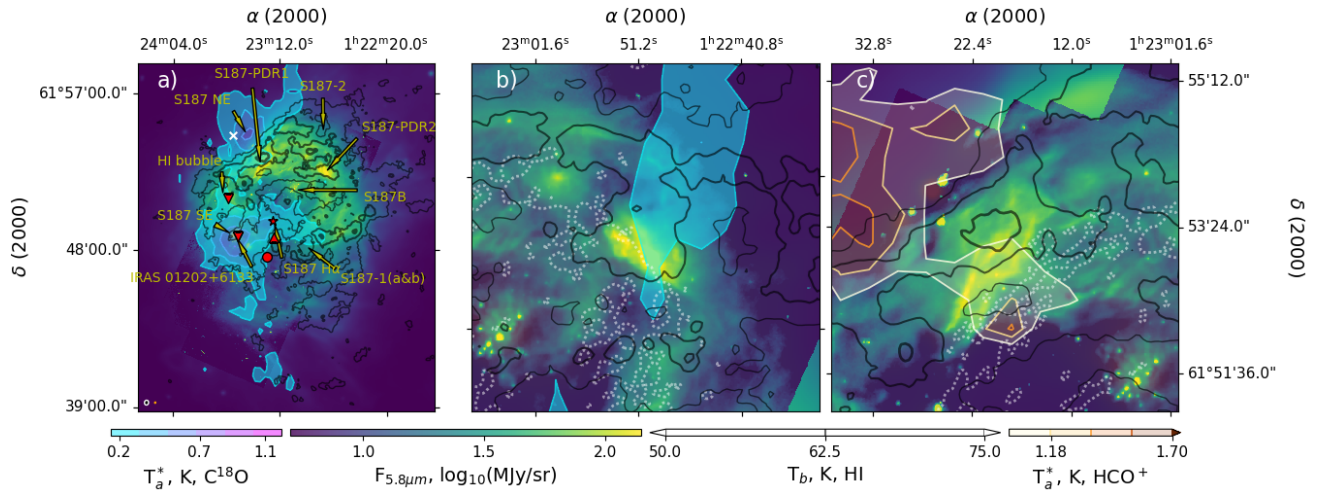 α (2000)
α (2000)
α (2000)
24ᵐ04.0ˢ 23ᵐ12.0ˢ 1ʰ22ᵐ20.0ˢ
23ᵐ01.6ˢ 51.2ˢ 1ʰ22ᵐ40.8ˢ
32.8ˢ 22.4ˢ 12.0ˢ 1ʰ23ᵐ01.6ˢ
δ (2000)
61°57'00.0"
48'00.0"
39'00.0"
a)
S187-PDR1
S187 NE
S187-2
S187-PDR2
HI bubble
S187B
S187 SE
S187 Hα
IRAS 01202+6133
S187-1(a&b)
b)
c)
55'12.0"
53'24.0"
61°51'36.0"
δ (2000)
0.2 0.7 1.1
T*ₐ, K, C¹⁸O
1.0 1.5 2.0
F₅.₈μₘ, log₁₀(MJy/sr)
50.0 62.5 75.0
T_b, K, HI
1.18 1.70
T*ₐ, K, HCO⁺